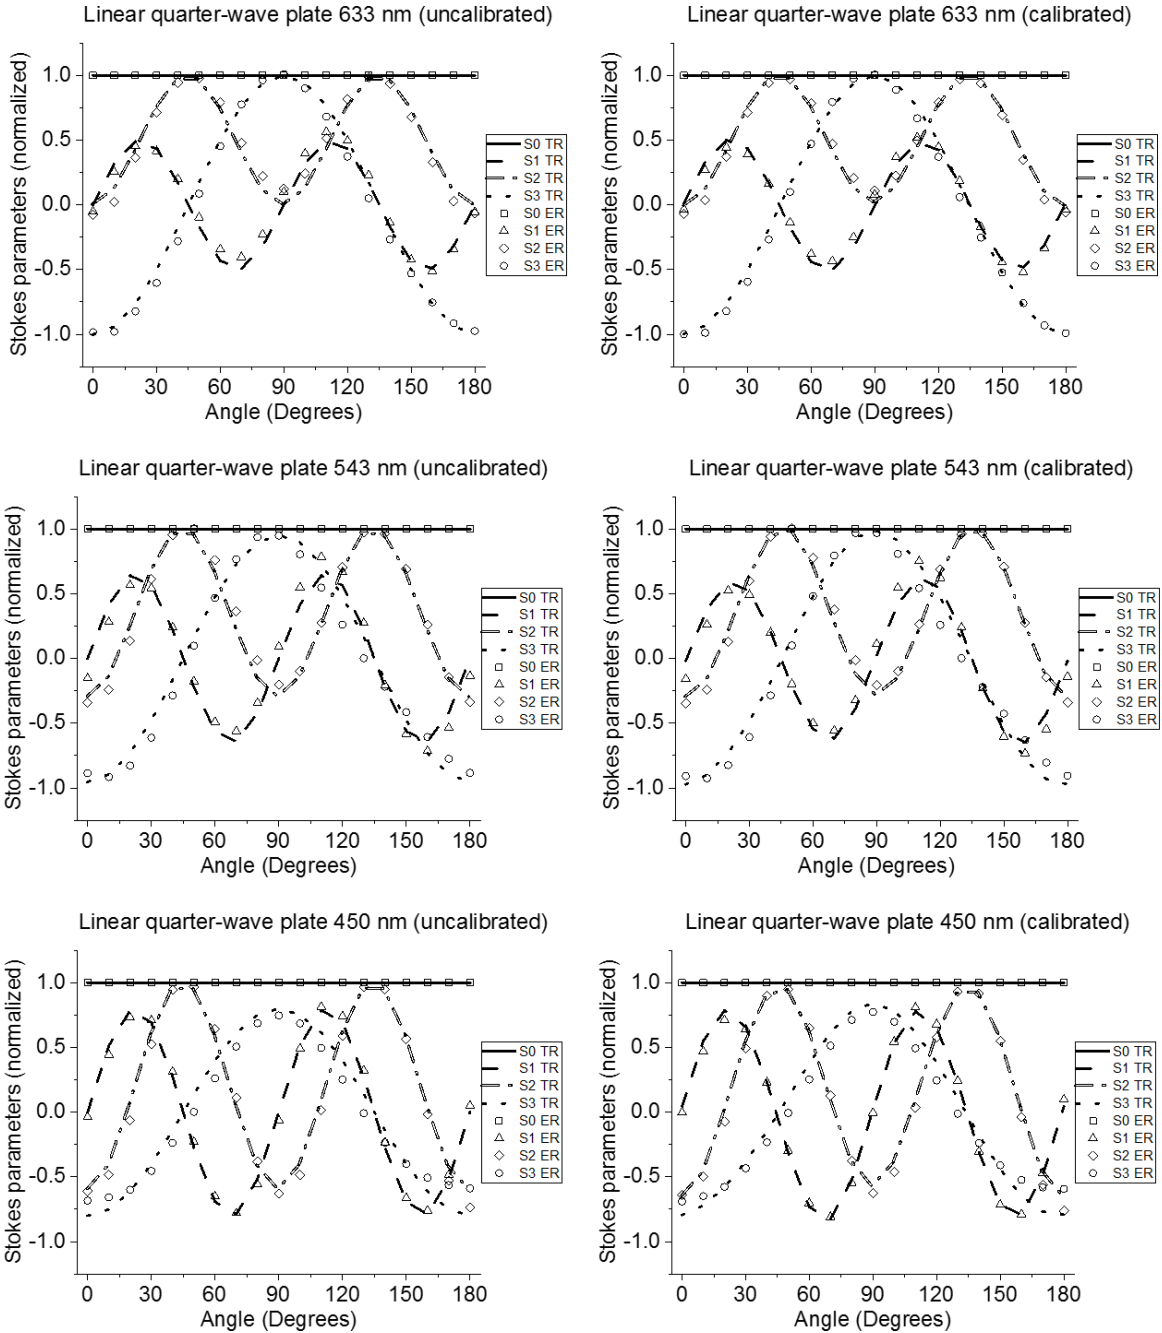 Linear quarter-wave plate 633 nm (uncalibrated)
Stokes parameters (normalized)
1.0
0.5
0.0
-0.5
-1.0
0 30 60 90 120 150 180
Angle (Degrees)
S0 TR
S1 TR
S2 TR
S3 TR
S0 ER
S1 ER
S2 ER
S3 ER
Linear quarter-wave plate 633 nm (calibrated)
Stokes parameters (normalized)
1.0
0.5
0.0
-0.5
-1.0
0 30 60 90 120 150 180
Angle (Degrees)
S0 TR
S1 TR
S2 TR
S3 TR
S0 ER
S1 ER
S2 ER
S3 ER
Linear quarter-wave plate 543 nm (uncalibrated)
Stokes parameters (normalized)
1.0
0.5
0.0
-0.5
-1.0
0 30 60 90 120 150 180
Angle (Degrees)
S0 TR
S1 TR
S2 TR
S3 TR
S0 ER
S1 ER
S2 ER
S3 ER
Linear quarter-wave plate 543 nm (calibrated)
Stokes parameters (normalized)
1.0
0.5
0.0
-0.5
-1.0
0 30 60 90 120 150 180
Angle (Degrees)
S0 TR
S1 TR
S2 TR
S3 TR
S0 ER
S1 ER
S2 ER
S3 ER
Linear quarter-wave plate 450 nm (uncalibrated)
Stokes parameters (normalized)
1.0
0.5
0.0
-0.5
-1.0
0 30 60 90 120 150 180
Angle (Degrees)
S0 TR
S1 TR
S2 TR
S3 TR
S0 ER
S1 ER
S2 ER
S3 ER
Linear quarter-wave plate 450 nm (calibrated)
Stokes parameters (normalized)
1.0
0.5
0.0
-0.5
-1.0
0 30 60 90 120 150 180
Angle (Degrees)
S0 TR
S1 TR
S2 TR
S3 TR
S0 ER
S1 ER
S2 ER
S3 ER